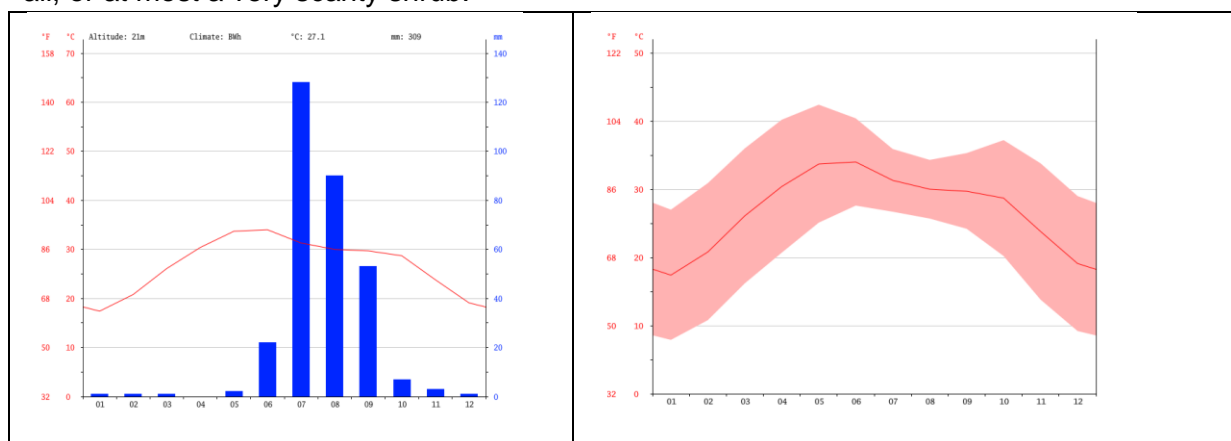 all, or at most a very scanty shrub.
°F °C Altitude: 21m Climate: BWh °C: 27.1 mm: 309 mm
158 70 140
140 60 120
122 50 100
104 40 80
86 30 60
68 20 40
50 10 20
32 0 0
01 02 03 04 05 06 07 08 09 10 11 12
°F °C
122 50
104 40
86 30
68 20
50 10
32 0
01 02 03 04 05 06 07 08 09 10 11 12